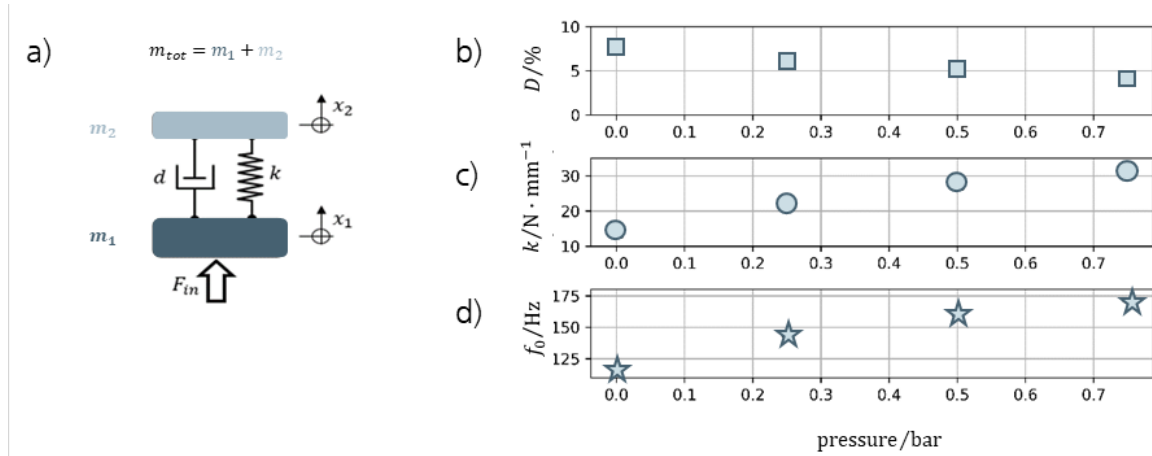 a)
m_tot = m_1 + m_2
m_2
x_2
d
k
m_1
x_1
F_in
b)
D/%
10
5
0
0.0 0.1 0.2 0.3 0.4 0.5 0.6 0.7
c)
k/N · mm⁻¹
30
20
10
0.0 0.1 0.2 0.3 0.4 0.5 0.6 0.7
d)
f_0/Hz
175
150
125
0.0 0.1 0.2 0.3 0.4 0.5 0.6 0.7
pressure/bar